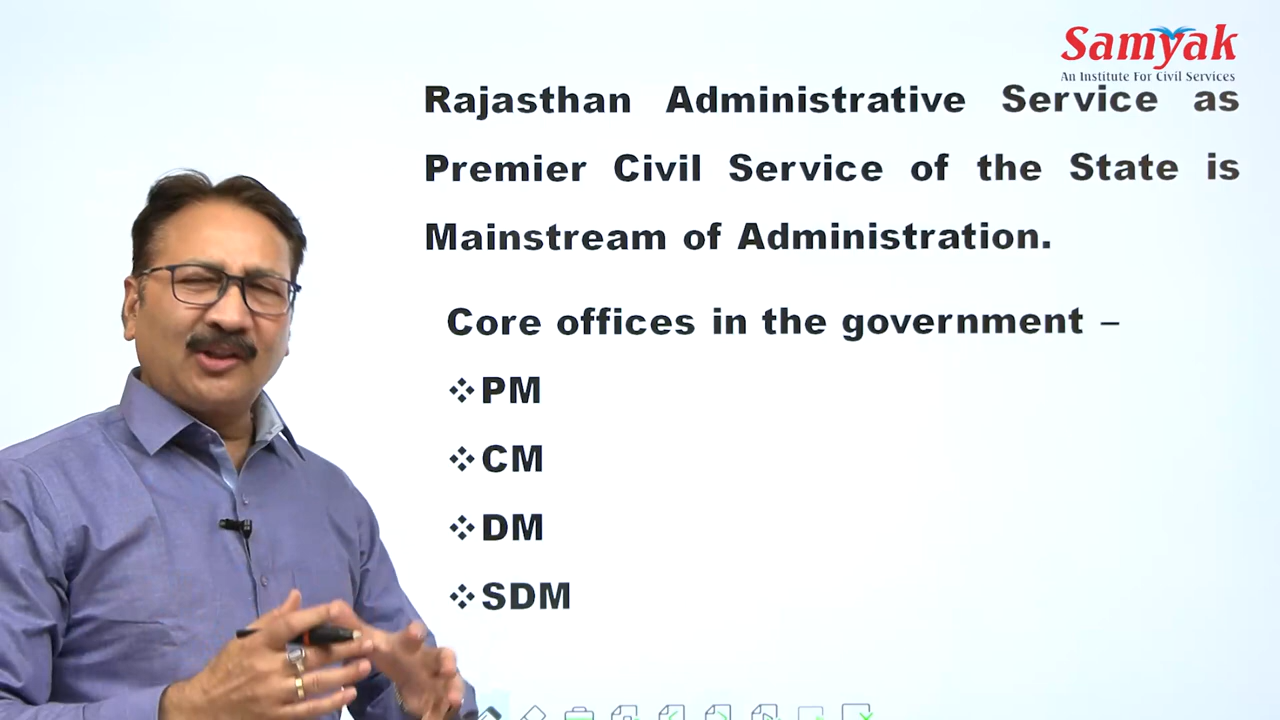 Samyak
An Institute For Civil Services
Rajasthan Administrative Service as
Premier Civil Service of the State is
Mainstream of Administration.
Core offices in the government –
❖PM
❖CM
❖DM
❖SDM